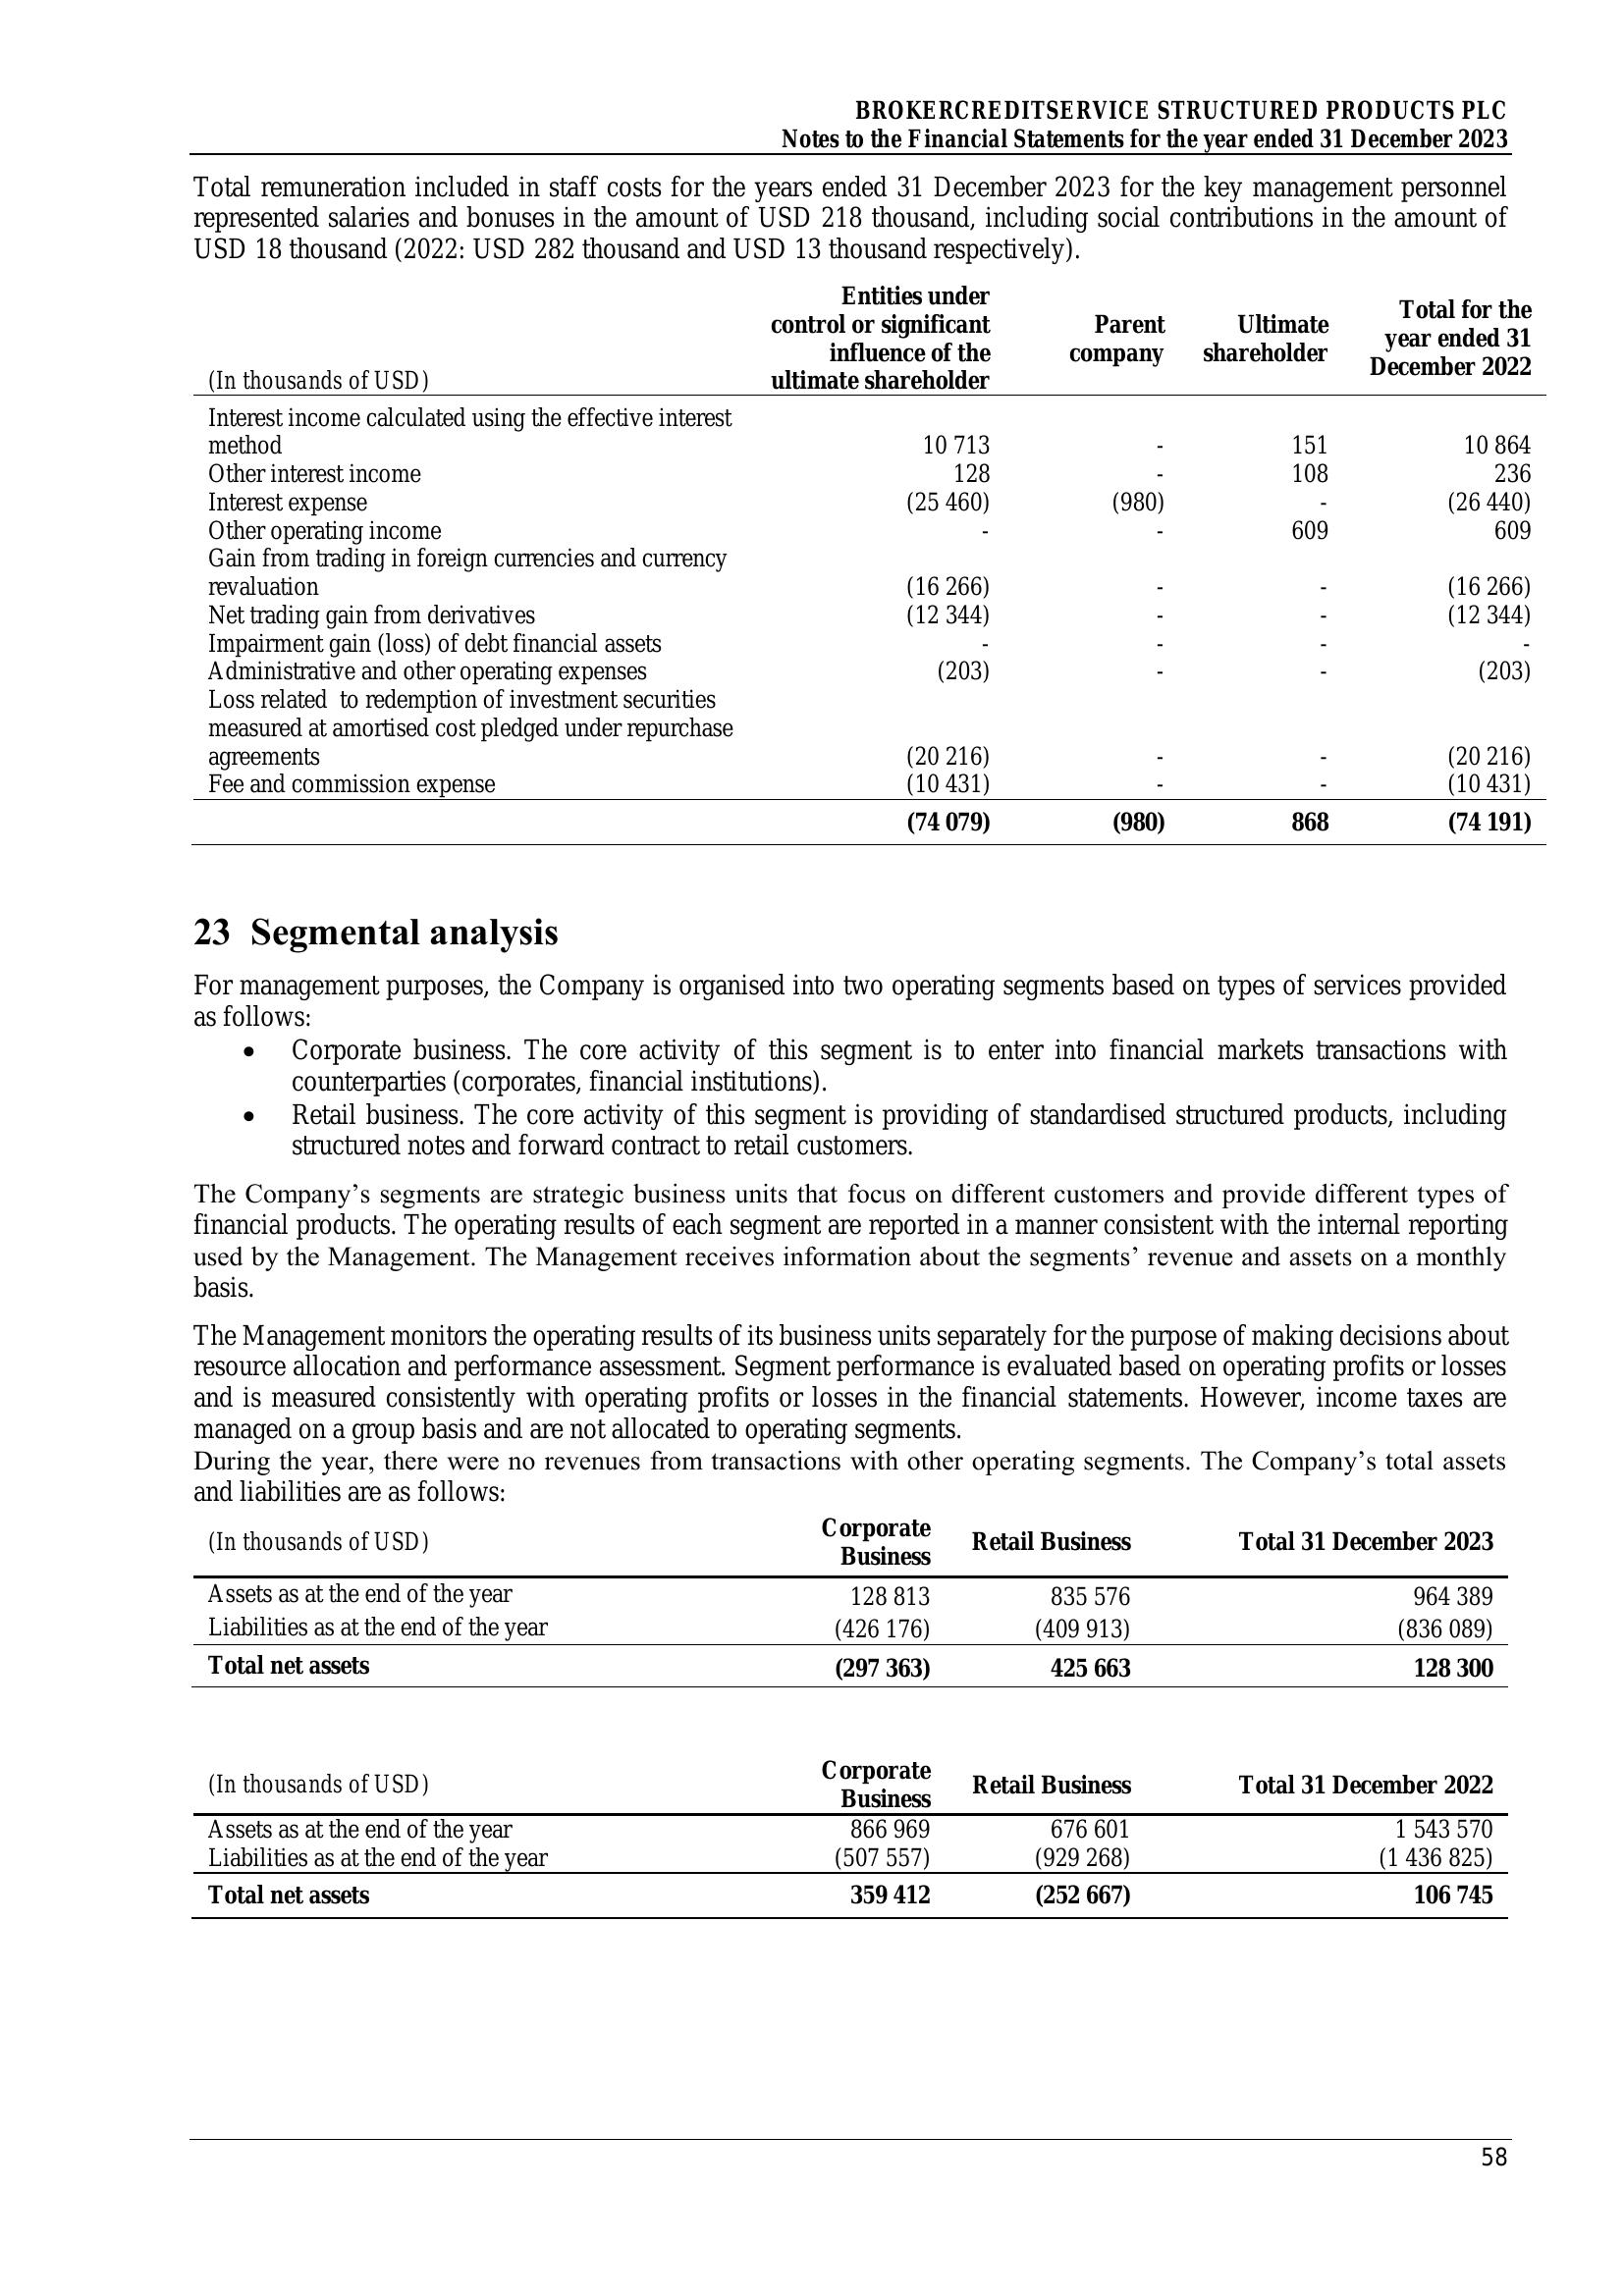 BROKERCREDITSERVICE STRUCTURED PRODUCTS PLC
Notes to the Financial Statements for the year ended 31 December 2023
Total remuneration included in staff costs for the years ended 31 December 2023 for the key management personnel
represented salaries and bonuses in the amount of USD 218 thousand, including social contributions in the amount of
USD 18 thousand (2022: USD 282 thousand and USD 13 thousand respectively).
(In thousands of USD) Entities under control or significant influence of the ultimate shareholder Parent company Ultimate shareholder Total for the year ended 31 December 2022
Interest income calculated using the effective interest
method 10 713 - 151 10 864
Other interest income 128 - 108 236
Interest expense (25 460) (980) - (26 440)
Other operating income - - 609 609
Gain from trading in foreign currencies and currency
revaluation (16 266) - - (16 266)
Net trading gain from derivatives (12 344) - - (12 344)
Impairment gain (loss) of debt financial assets - - - -
Administrative and other operating expenses (203) - - (203)
Loss related to redemption of investment securities
measured at amortised cost pledged under repurchase
agreements (20 216) - - (20 216)
Fee and commission expense (10 431) - - (10 431)
(74 079) (980) 868 (74 191)
23 Segmental analysis
For management purposes, the Company is organised into two operating segments based on types of services provided
as follows:
• Corporate business. The core activity of this segment is to enter into financial markets transactions with
counterparties (corporates, financial institutions).
• Retail business. The core activity of this segment is providing of standardised structured products, including
structured notes and forward contract to retail customers.
The Company’s segments are strategic business units that focus on different customers and provide different types of
financial products. The operating results of each segment are reported in a manner consistent with the internal reporting
used by the Management. The Management receives information about the segments’ revenue and assets on a monthly
basis.
The Management monitors the operating results of its business units separately for the purpose of making decisions about
resource allocation and performance assessment. Segment performance is evaluated based on operating profits or losses
and is measured consistently with operating profits or losses in the financial statements. However, income taxes are
managed on a group basis and are not allocated to operating segments.
During the year, there were no revenues from transactions with other operating segments. The Company’s total assets
and liabilities are as follows:
(In thousands of USD) Corporate Business Retail Business Total 31 December 2023
Assets as at the end of the year 128 813 835 576 964 389
Liabilities as at the end of the year (426 176) (409 913) (836 089)
Total net assets (297 363) 425 663 128 300
(In thousands of USD) Corporate Business Retail Business Total 31 December 2022
Assets as at the end of the year 866 969 676 601 1 543 570
Liabilities as at the end of the year (507 557) (929 268) (1 436 825)
Total net assets 359 412 (252 667) 106 745
58